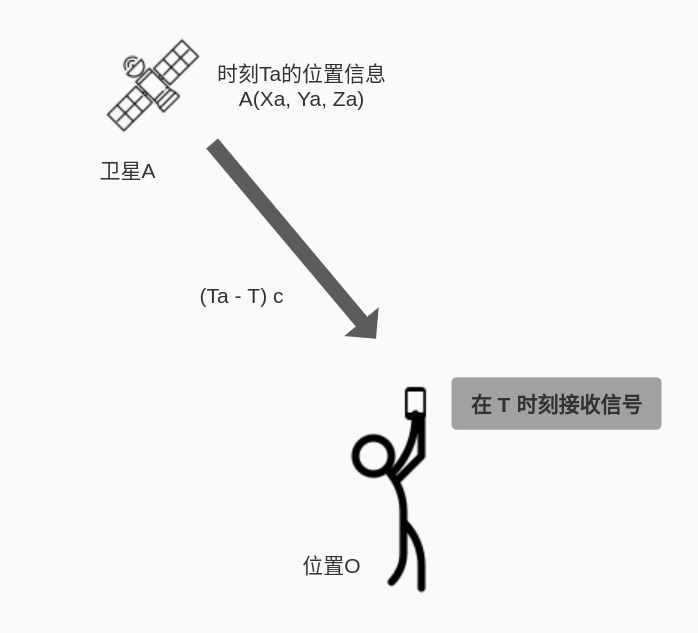 时刻Ta的位置信息
A(Xa, Ya, Za)
卫星A
(Ta - T) c
在 T 时刻接收信号
位置O